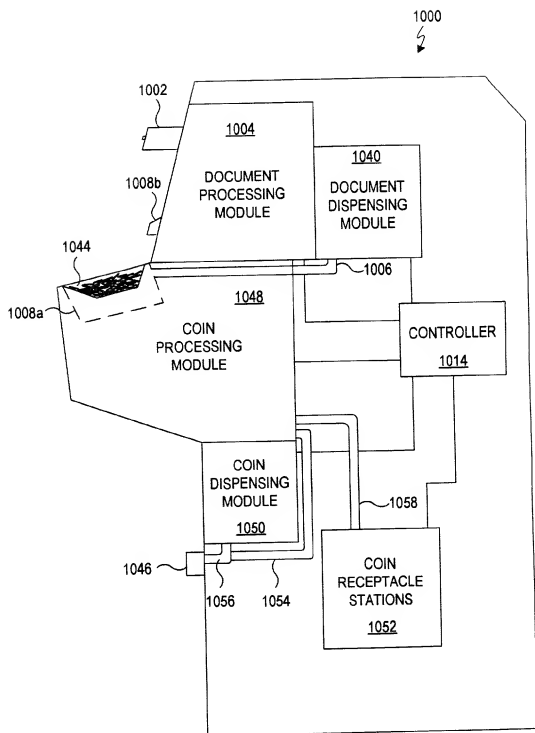 1000
1002
1004
DOCUMENT
PROCESSING
MODULE
1040
DOCUMENT
DISPENSING
MODULE
1008b
1044
1006
1008a
1048
COIN
PROCESSING
MODULE
CONTROLLER
1014
COIN
DISPENSING
MODULE
1050
1058
1046
1056
1054
COIN
RECEPTACLE
STATIONS
1052